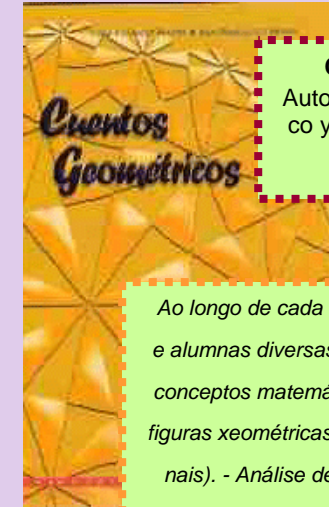 Cuentos
Geométricos
Auto
co y
Ao longo de cada
e alumnas diversas
conceptos matemá
figuras xeométricas
nais). - Análise de